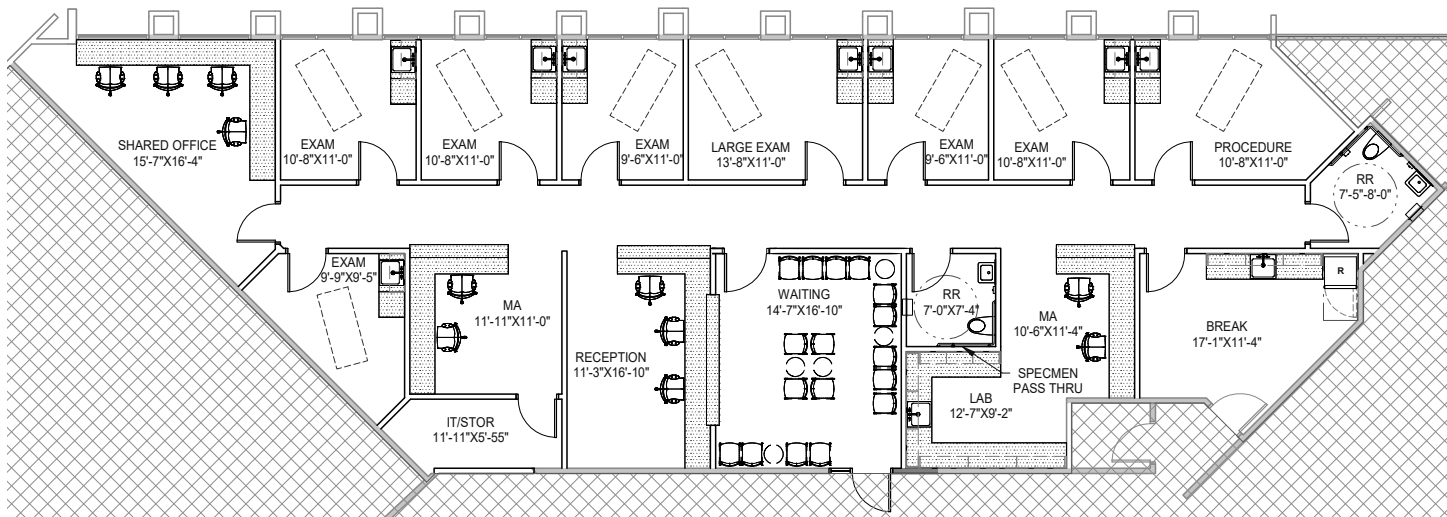 SHARED OFFICE
15'-7"X16'-4"
EXAM
10'-8"X11'-0"
EXAM
10'-8"X11'-0"
EXAM
9'-6"X11'-0"
LARGE EXAM
13'-8"X11'-0"
EXAM
9'-6"X11'-0"
EXAM
10'-8"X11'-0"
PROCEDURE
10'-8"X11'-0"
RR
7'-5"-8'-0"
EXAM
9'-9"X9'-5"
MA
11'-11"X11'-0"
RECEPTION
11'-3"X16'-10"
WAITING
14'-7"X16'-10"
RR
7'-0"X7'-4"
MA
10'-6"X11'-4"
R
BREAK
17'-1"X11'-4"
SPECMEN
PASS THRU
LAB
12'-7"X9'-2"
IT/STOR
11'-11"X5'-55"